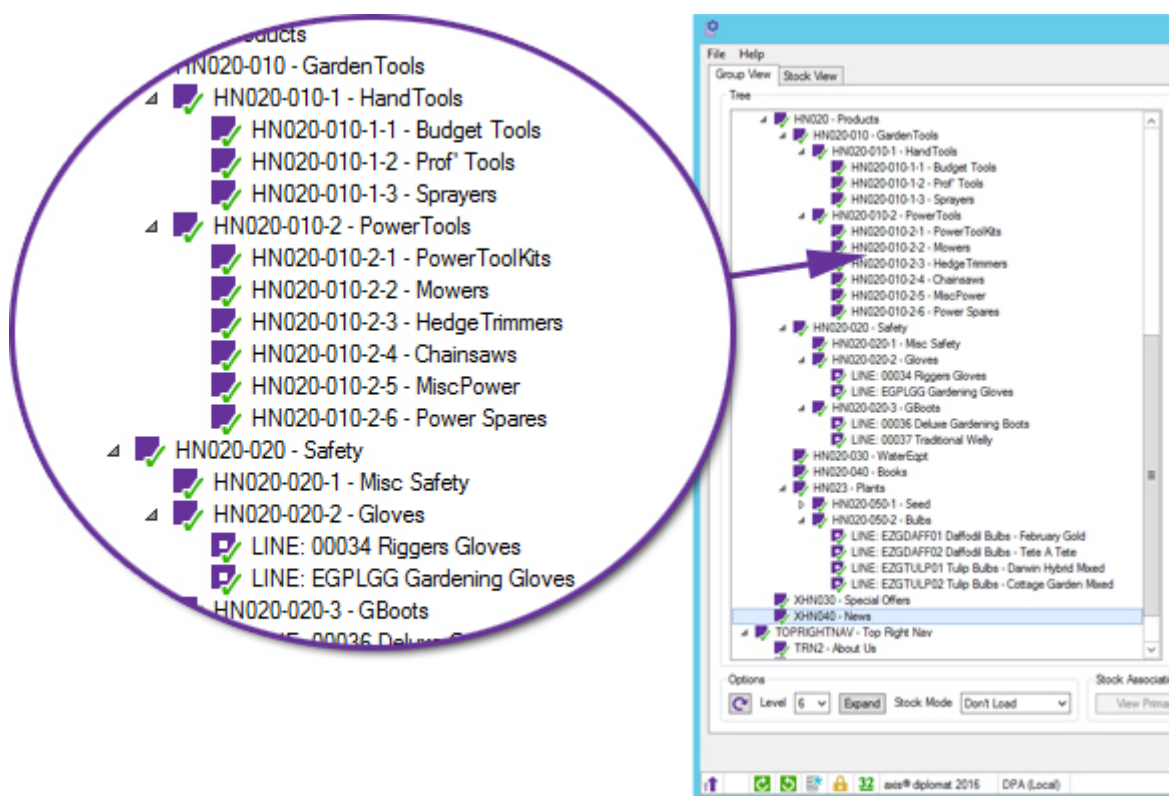 HN020-010 - GardenTools
HN020-010-1 - HandTools
HN020-010-1-1 - Budget Tools
HN020-010-1-2 - Prof' Tools
HN020-010-1-3 - Sprayers
HN020-010-2 - PowerTools
HN020-010-2-1 - PowerToolKits
HN020-010-2-2 - Mowers
HN020-010-2-3 - HedgeTrimmers
HN020-010-2-4 - Chainsaws
HN020-010-2-5 - MiscPower
HN020-010-2-6 - Power Spares
HN020-020 - Safety
HN020-020-1 - Misc Safety
HN020-020-2 - Gloves
LINE: 00034 Riggers Gloves
LINE: EGPLGG Gardening Gloves
HN020-020-3 - GBoots
File Help
Group View Stock View
Tree
HN020 - Products
HN020-010 - GardenTools
HN020-010-1 - HandTools
HN020-010-1-1 - Budget Tools
HN020-010-1-2 - Prof' Tools
HN020-010-1-3 - Sprayers
HN020-010-2 - PowerTools
HN020-010-2-1 - PowerToolKits
HN020-010-2-2 - Mowers
HN020-010-2-3 - HedgeTrimmers
HN020-010-2-4 - Chainsaws
HN020-010-2-5 - MiscPower
HN020-010-2-6 - Power Spares
HN020-020 - Safety
HN020-020-1 - Misc Safety
HN020-020-2 - Gloves
LINE: 00034 Riggers Gloves
LINE: EGPLGG Gardening Gloves
HN020-020-3 - GBoots
LINE: 00036 Deluxe Gardening Boots
LINE: 00037 Traditional Welly
HN020-030 - WaterEqpt
HN020-040 - Books
HN023 - Plants
HN020-050-1 - Seed
HN020-050-2 - Bulbs
LINE: EZGDAFF01 Daffodil Bulbs - February Gold
LINE: EZGDAFF02 Daffodil Bulbs - Tete A Tete
LINE: EZGTULP01 Tulip Bulbs - Darwin Hybrid Mixed
LINE: EZGTULP02 Tulip Bulbs - Cottage Garden Mixed
XHN030 - Special Offers
XHN040 - News
TOPRIGHTNAV - Top Right Nav
TRN2 - About Us
Options
Stock Associati
Level 6 Expand Stock Mode Don't Load
View Prima
32 axis® diplomat 2016 DPA (Local)